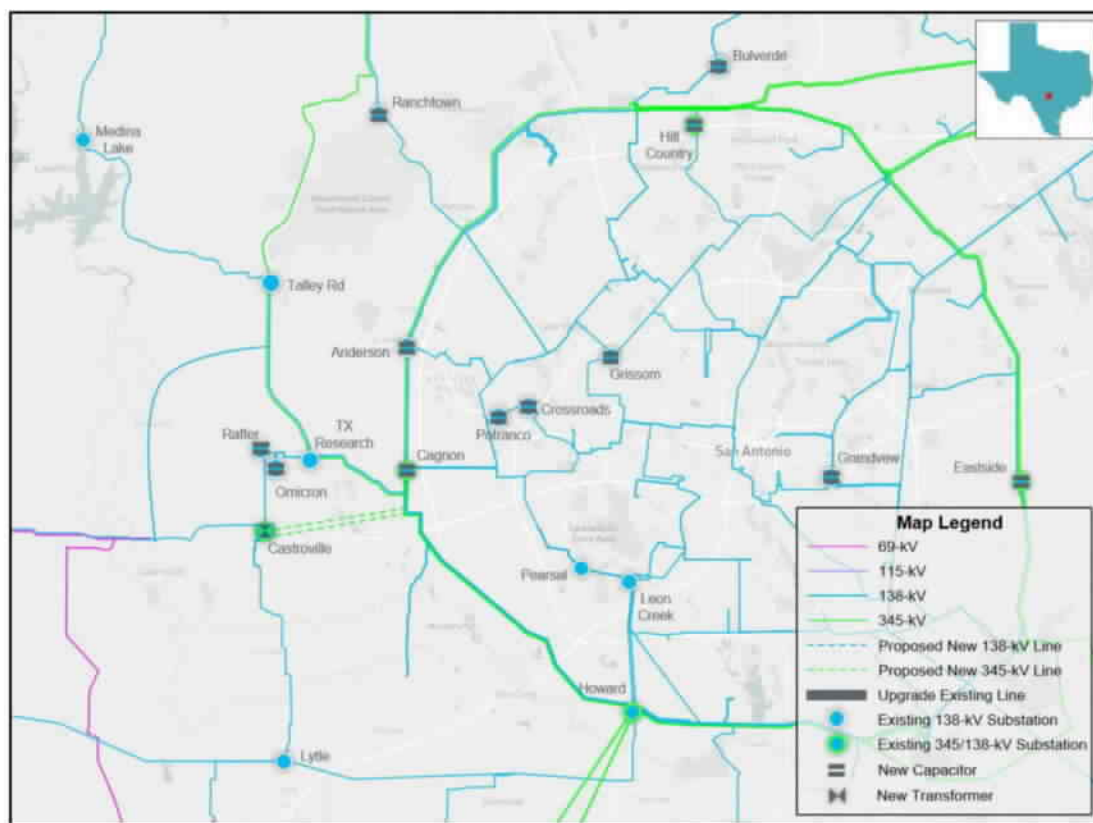 Bulverde
Ranchtown
Medina
Lake
Hill
Country
Talley Rd
Anderson
Grissom
Crossroads
Potranco
TX
Research
Rafter
Cagnon
San Antonio
Grandview
Eastside
Omicron
Castroville
Pearsall
Leon
Creek
Howard
Lytle
Map Legend
69-kV
115-kV
138-kV
345-kV
Proposed New 138-kV Line
Proposed New 345-kV Line
Upgrade Existing Line
Existing 138-kV Substation
Existing 345/138-kV Substation
New Capacitor
New Transformer